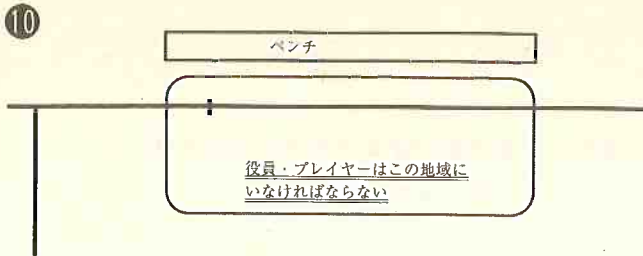 ⑩
ベンチ
役員・プレイヤーはこの地域に
いなければならない